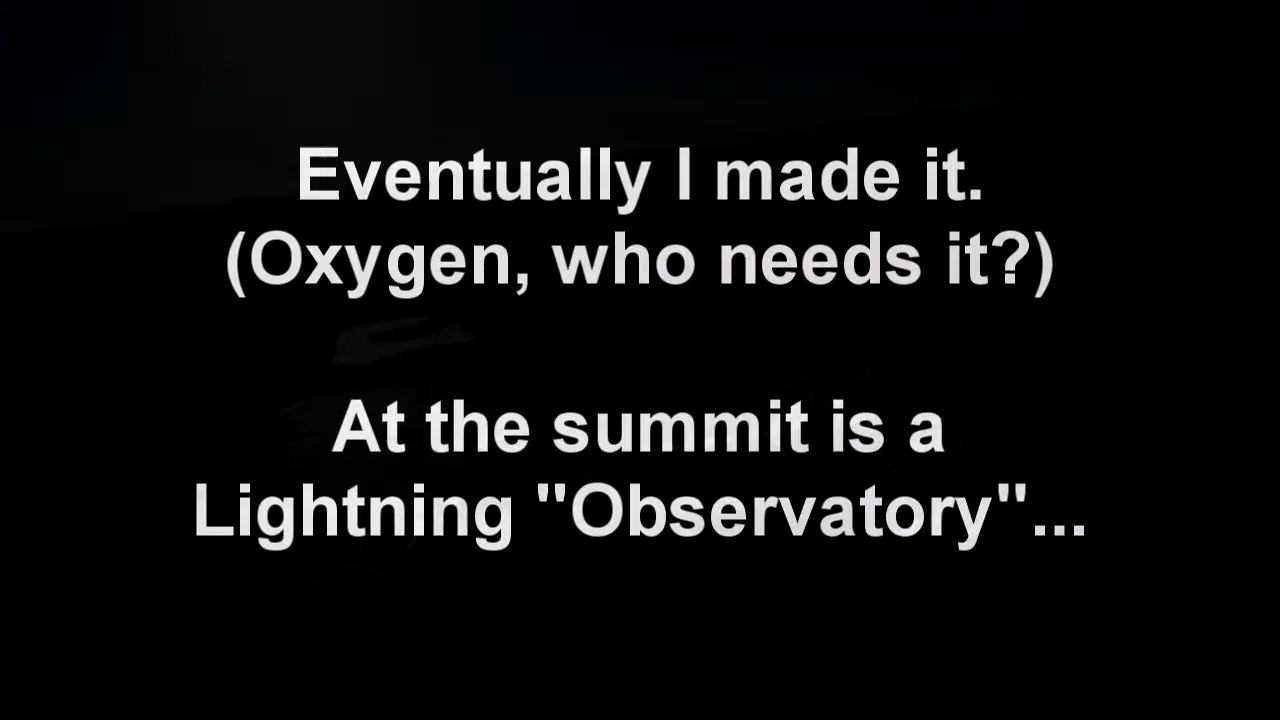 Eventually I made it.
(Oxygen, who needs it?)
At the summit is a
Lightning "Observatory"...